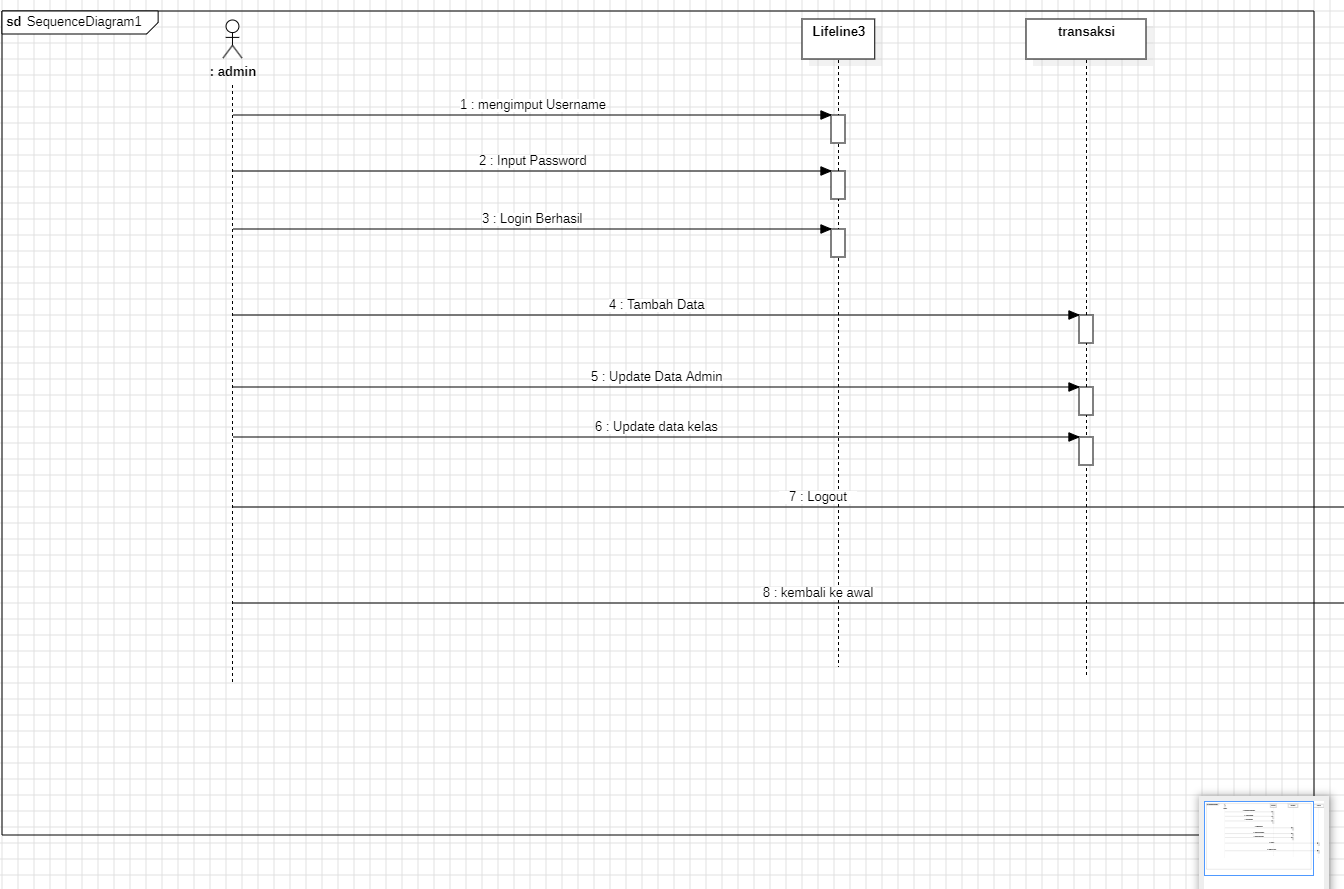 sd SequenceDiagram1
: admin
Lifeline3
transaksi
1 : mengimput Username
2 : Input Password
3 : Login Berhasil
4 : Tambah Data
5 : Update Data Admin
6 : Update data kelas
7 : Logout
8 : kembali ke awal